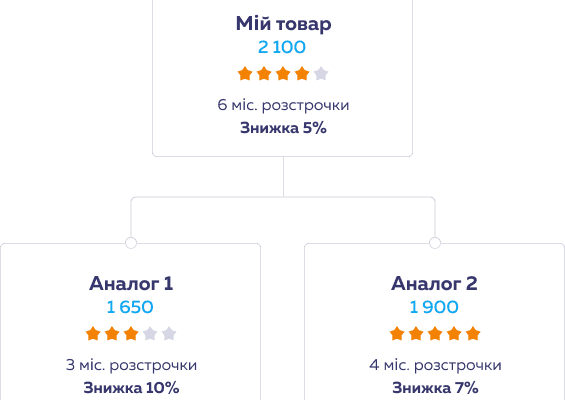 Мій товар
2 100
6 міс. розстрочки
Знижка 5%
Аналог 1
1 650
3 міс. розстрочки
Знижка 10%
Аналог 2
1 900
4 міс. розстрочки
Знижка 7%